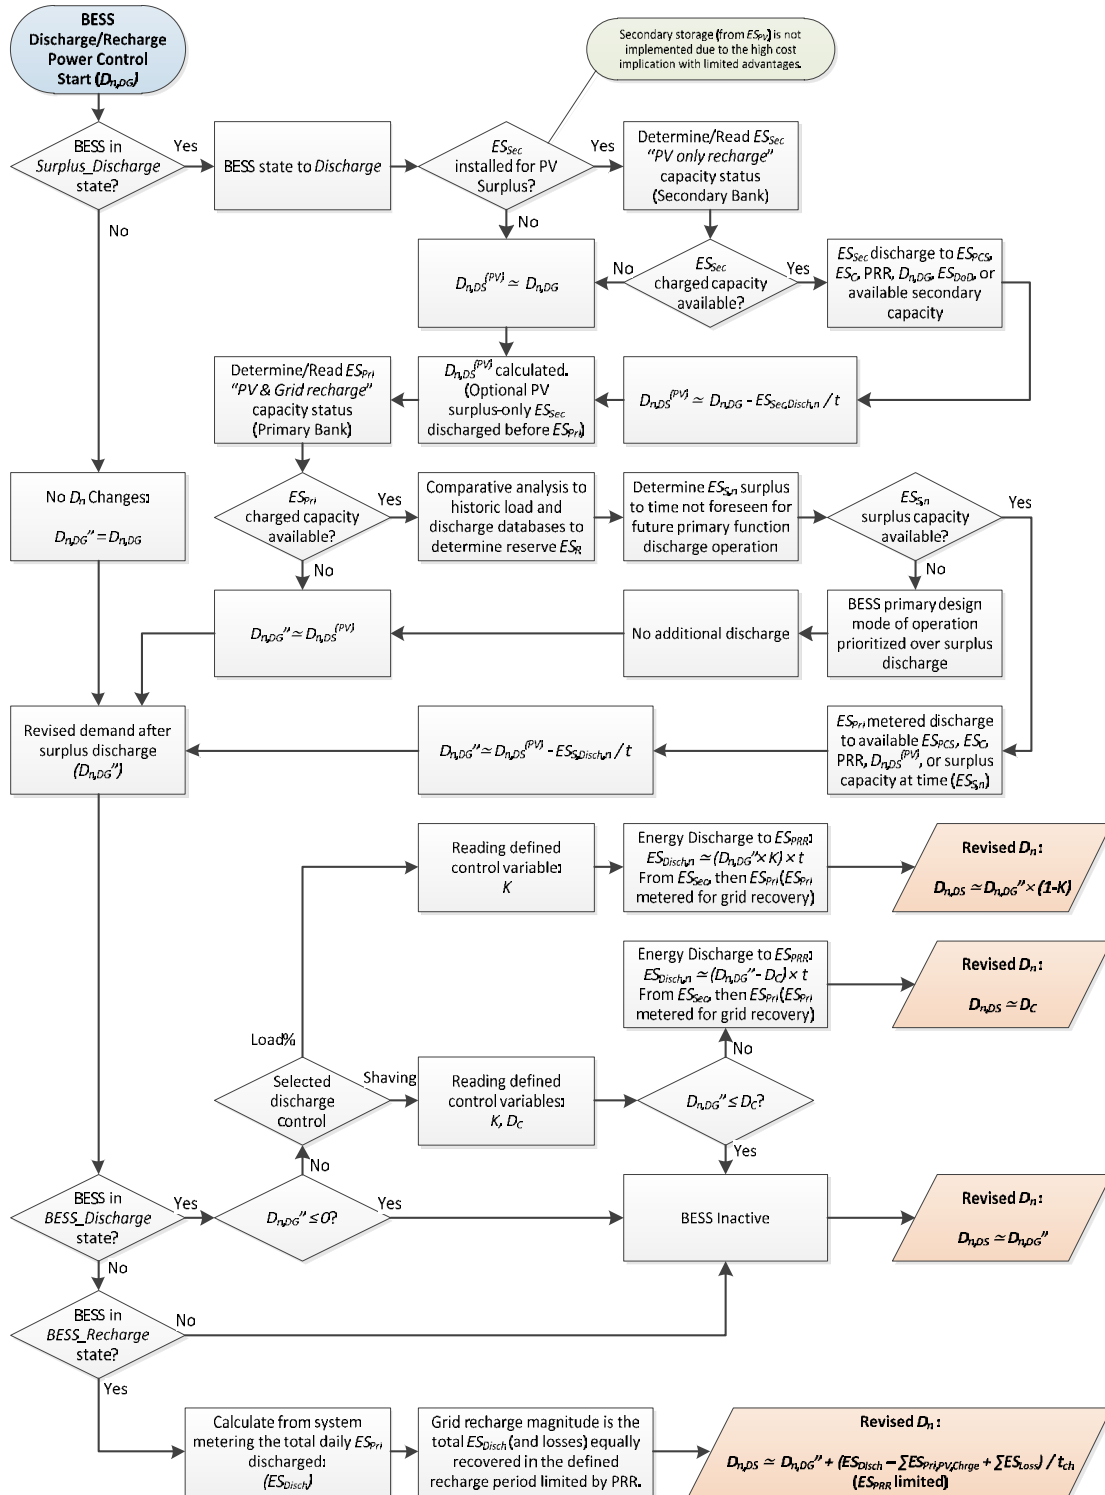 BESS
Discharge/Recharge
Power Control
Start (Dn,DG)
Secondary storage (from ESPV) is not
implemented due to the high cost
implication with limited advantages.
BESS in
Surplus_Discharge
state?
Yes
BESS state to Discharge
ESSec
installed for PV
Surplus?
Yes
Determine/Read ESSec
“PV only recharge”
capacity status
(Secondary Bank)
No
No
Dn,DS(PV) ≃ Dn,DG
No
ESSec
charged capacity
available?
Yes
ESSec discharge to ESPCS,
ESC, PRR, Dn,DG, ESDoD, or
available secondary
capacity
Determine/Read ESPri
“PV & Grid recharge”
capacity status
(Primary Bank)
Dn,DS(PV) calculated.
(Optional PV
surplus-only ESSec
discharged before ESPri)
Dn,DS(PV) ≃ Dn,DG - ESSec,Disch,n / t
No Dn Changes:
Dn,DG” = Dn,DG
ESPri
charged capacity
available?
Yes
Comparative analysis to
historic load and
discharge databases to
determine reserve ESR
Determine ESS,n surplus
to time not foreseen for
future primary function
discharge operation
ESS,n
surplus capacity
available?
Yes
No
No
Dn,DG” ≃ Dn,DS(PV)
No additional discharge
BESS primary design
mode of operation
prioritized over surplus
discharge
Revised demand after
surplus discharge
(Dn,DG”)
Dn,DG” ≃ Dn,DS(PV) - ESS,Disch,n / t
ESPri metered discharge
to available ESPCS, ESC,
PRR, Dn,DS(PV), or surplus
capacity at time (ESS,n)
Reading defined
control variable:
K
Energy Discharge to ESPRR:
ESDisch,n ≃ (Dn,DG” × K) × t
From ESSec, then ESPri (ESPri
metered for grid recovery)
Revised Dn:
Dn,DS ≃ Dn,DG” × (1-K)
Energy Discharge to ESPRR:
ESDisch,n ≃ (Dn,DG” - DC) × t
From ESSec, then ESPri (ESPri
metered for grid recovery)
Revised Dn:
Dn,DS ≃ DC
Load%
No
Selected
discharge
control
Shaving
Reading defined
control variables:
K, DC
Dn,DG” ≤ DC?
Yes
No
BESS in
BESS_Discharge
state?
Yes
Dn,DG” ≤ 0?
Yes
BESS Inactive
Revised Dn:
Dn,DS ≃ Dn,DG”
No
BESS in
BESS_Recharge
state?
No
Yes
Calculate from system
metering the total daily ESPri
discharged:
(ESDisch)
Grid recharge magnitude is the
total ESDisch (and losses) equally
recovered in the defined
recharge period limited by PRR.
Revised Dn:
Dn,DS ≃ Dn,DG” + (ESDisch – ∑ESPri,PV,Chrge + ∑ESLoss) / tch
(ESPRR limited)